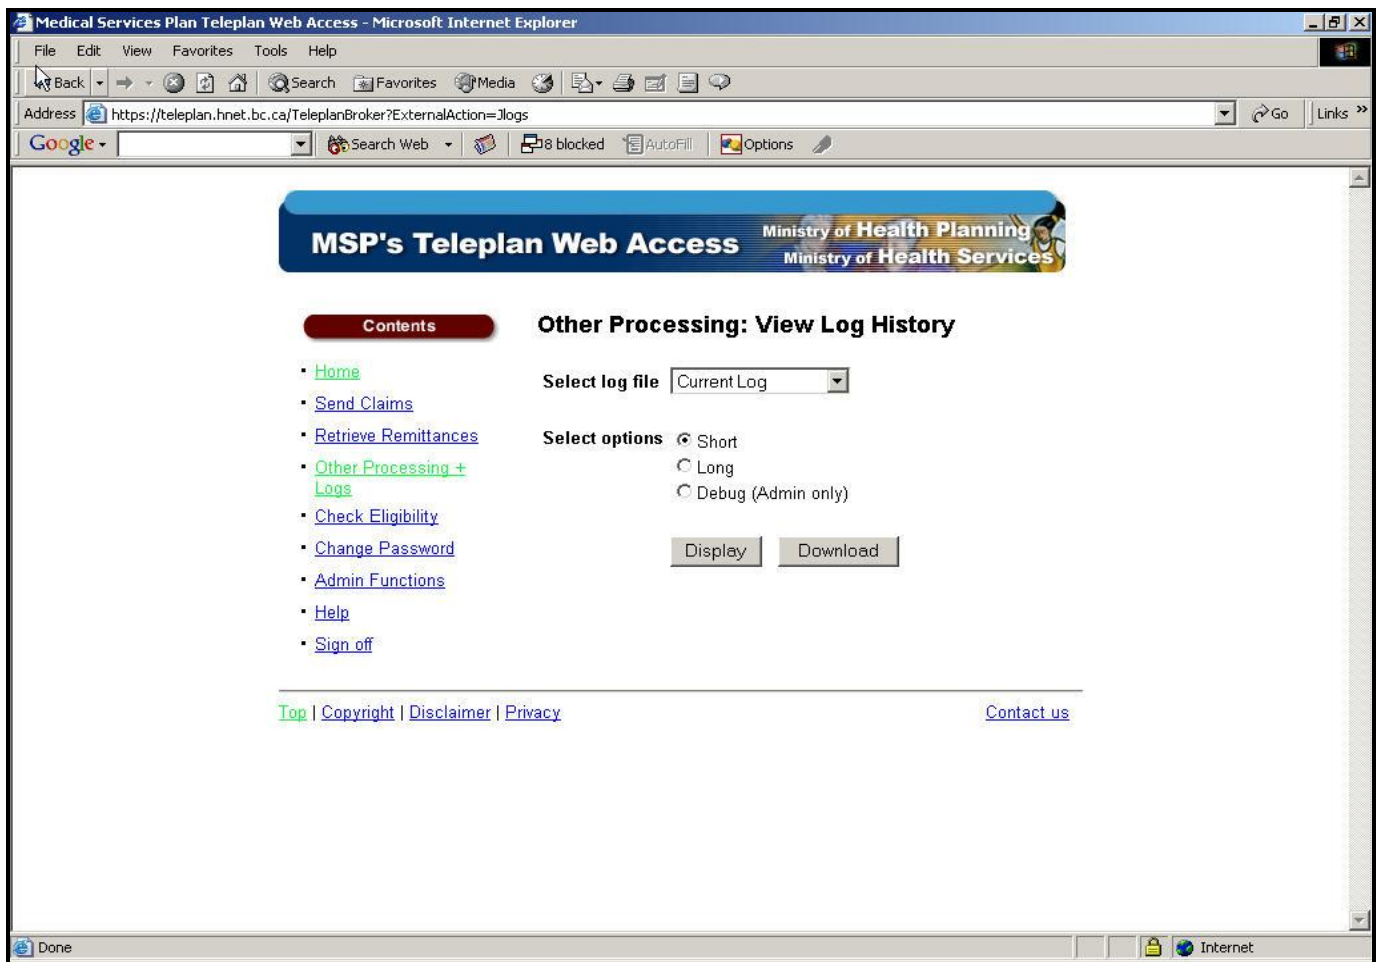 Medical Services Plan Teleplan Web Access - Microsoft Internet Explorer
File Edit View Favorites Tools Help
Back Search Favorites Media
Address https://teleplan.hnet.bc.ca/TeleplanBroker?ExternalAction=Jlogs Go Links »
Google Search Web 8 blocked AutoFill Options
MSP's Teleplan Web Access
Ministry of Health Planning
Ministry of Health Services
Contents
Home
Send Claims
Retrieve Remittances
Other Processing +
Logs
Check Eligibility
Change Password
Admin Functions
Help
Sign off
Other Processing: View Log History
Select log file Current Log
Select options Short
Long
Debug (Admin only)
Display Download
Top | Copyright | Disclaimer | Privacy Contact us
Done Internet